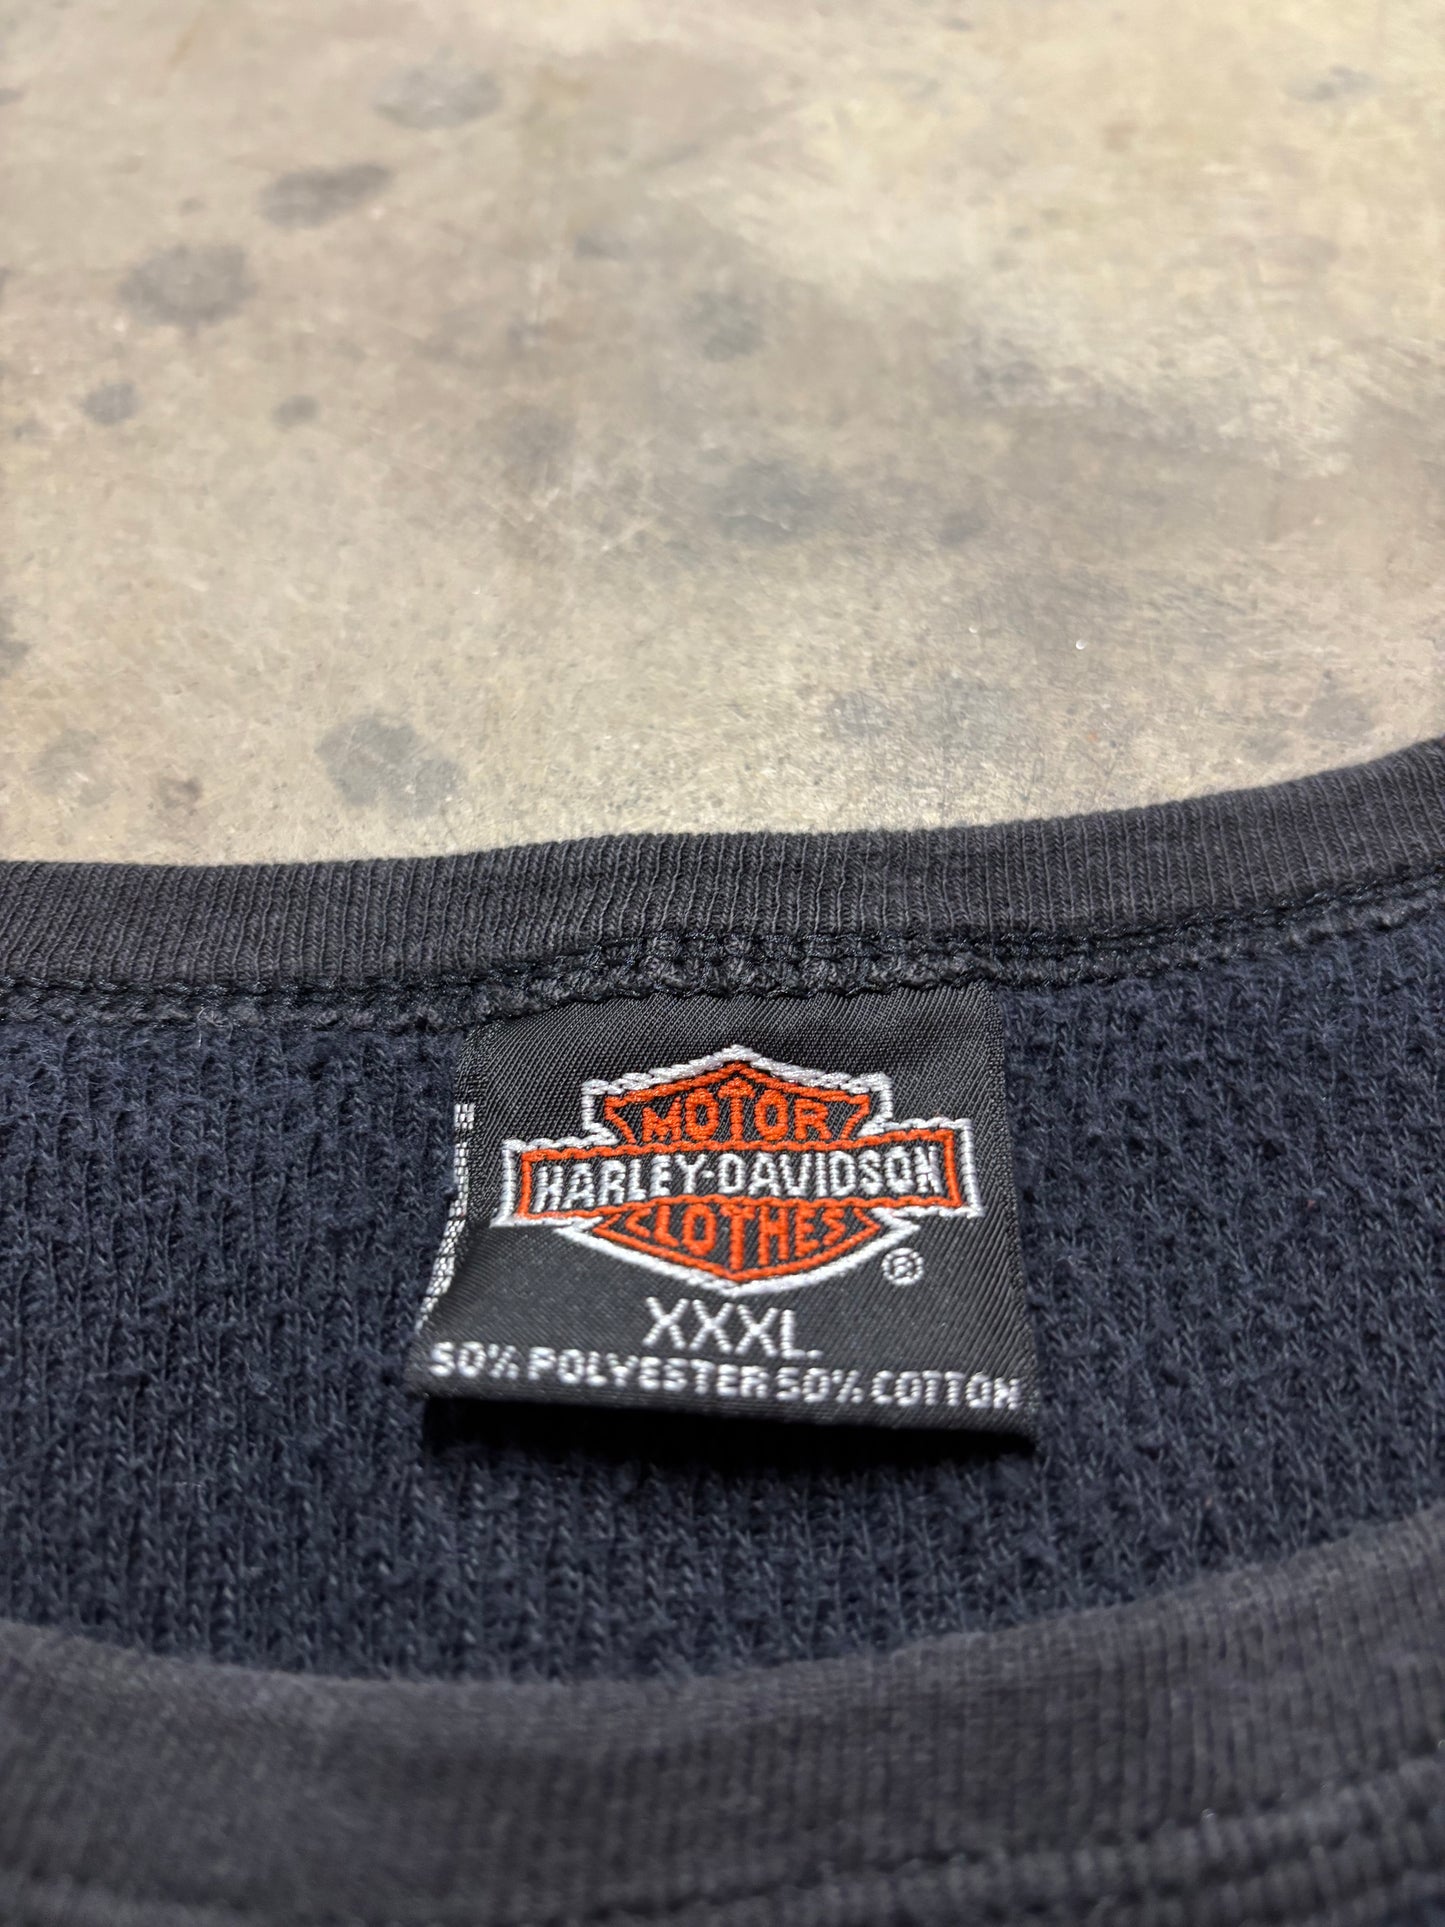 MOTOR
HARLEY-DAVIDSON
CLOTHES
®
XXXL
50% POLYESTER 50% COTTON